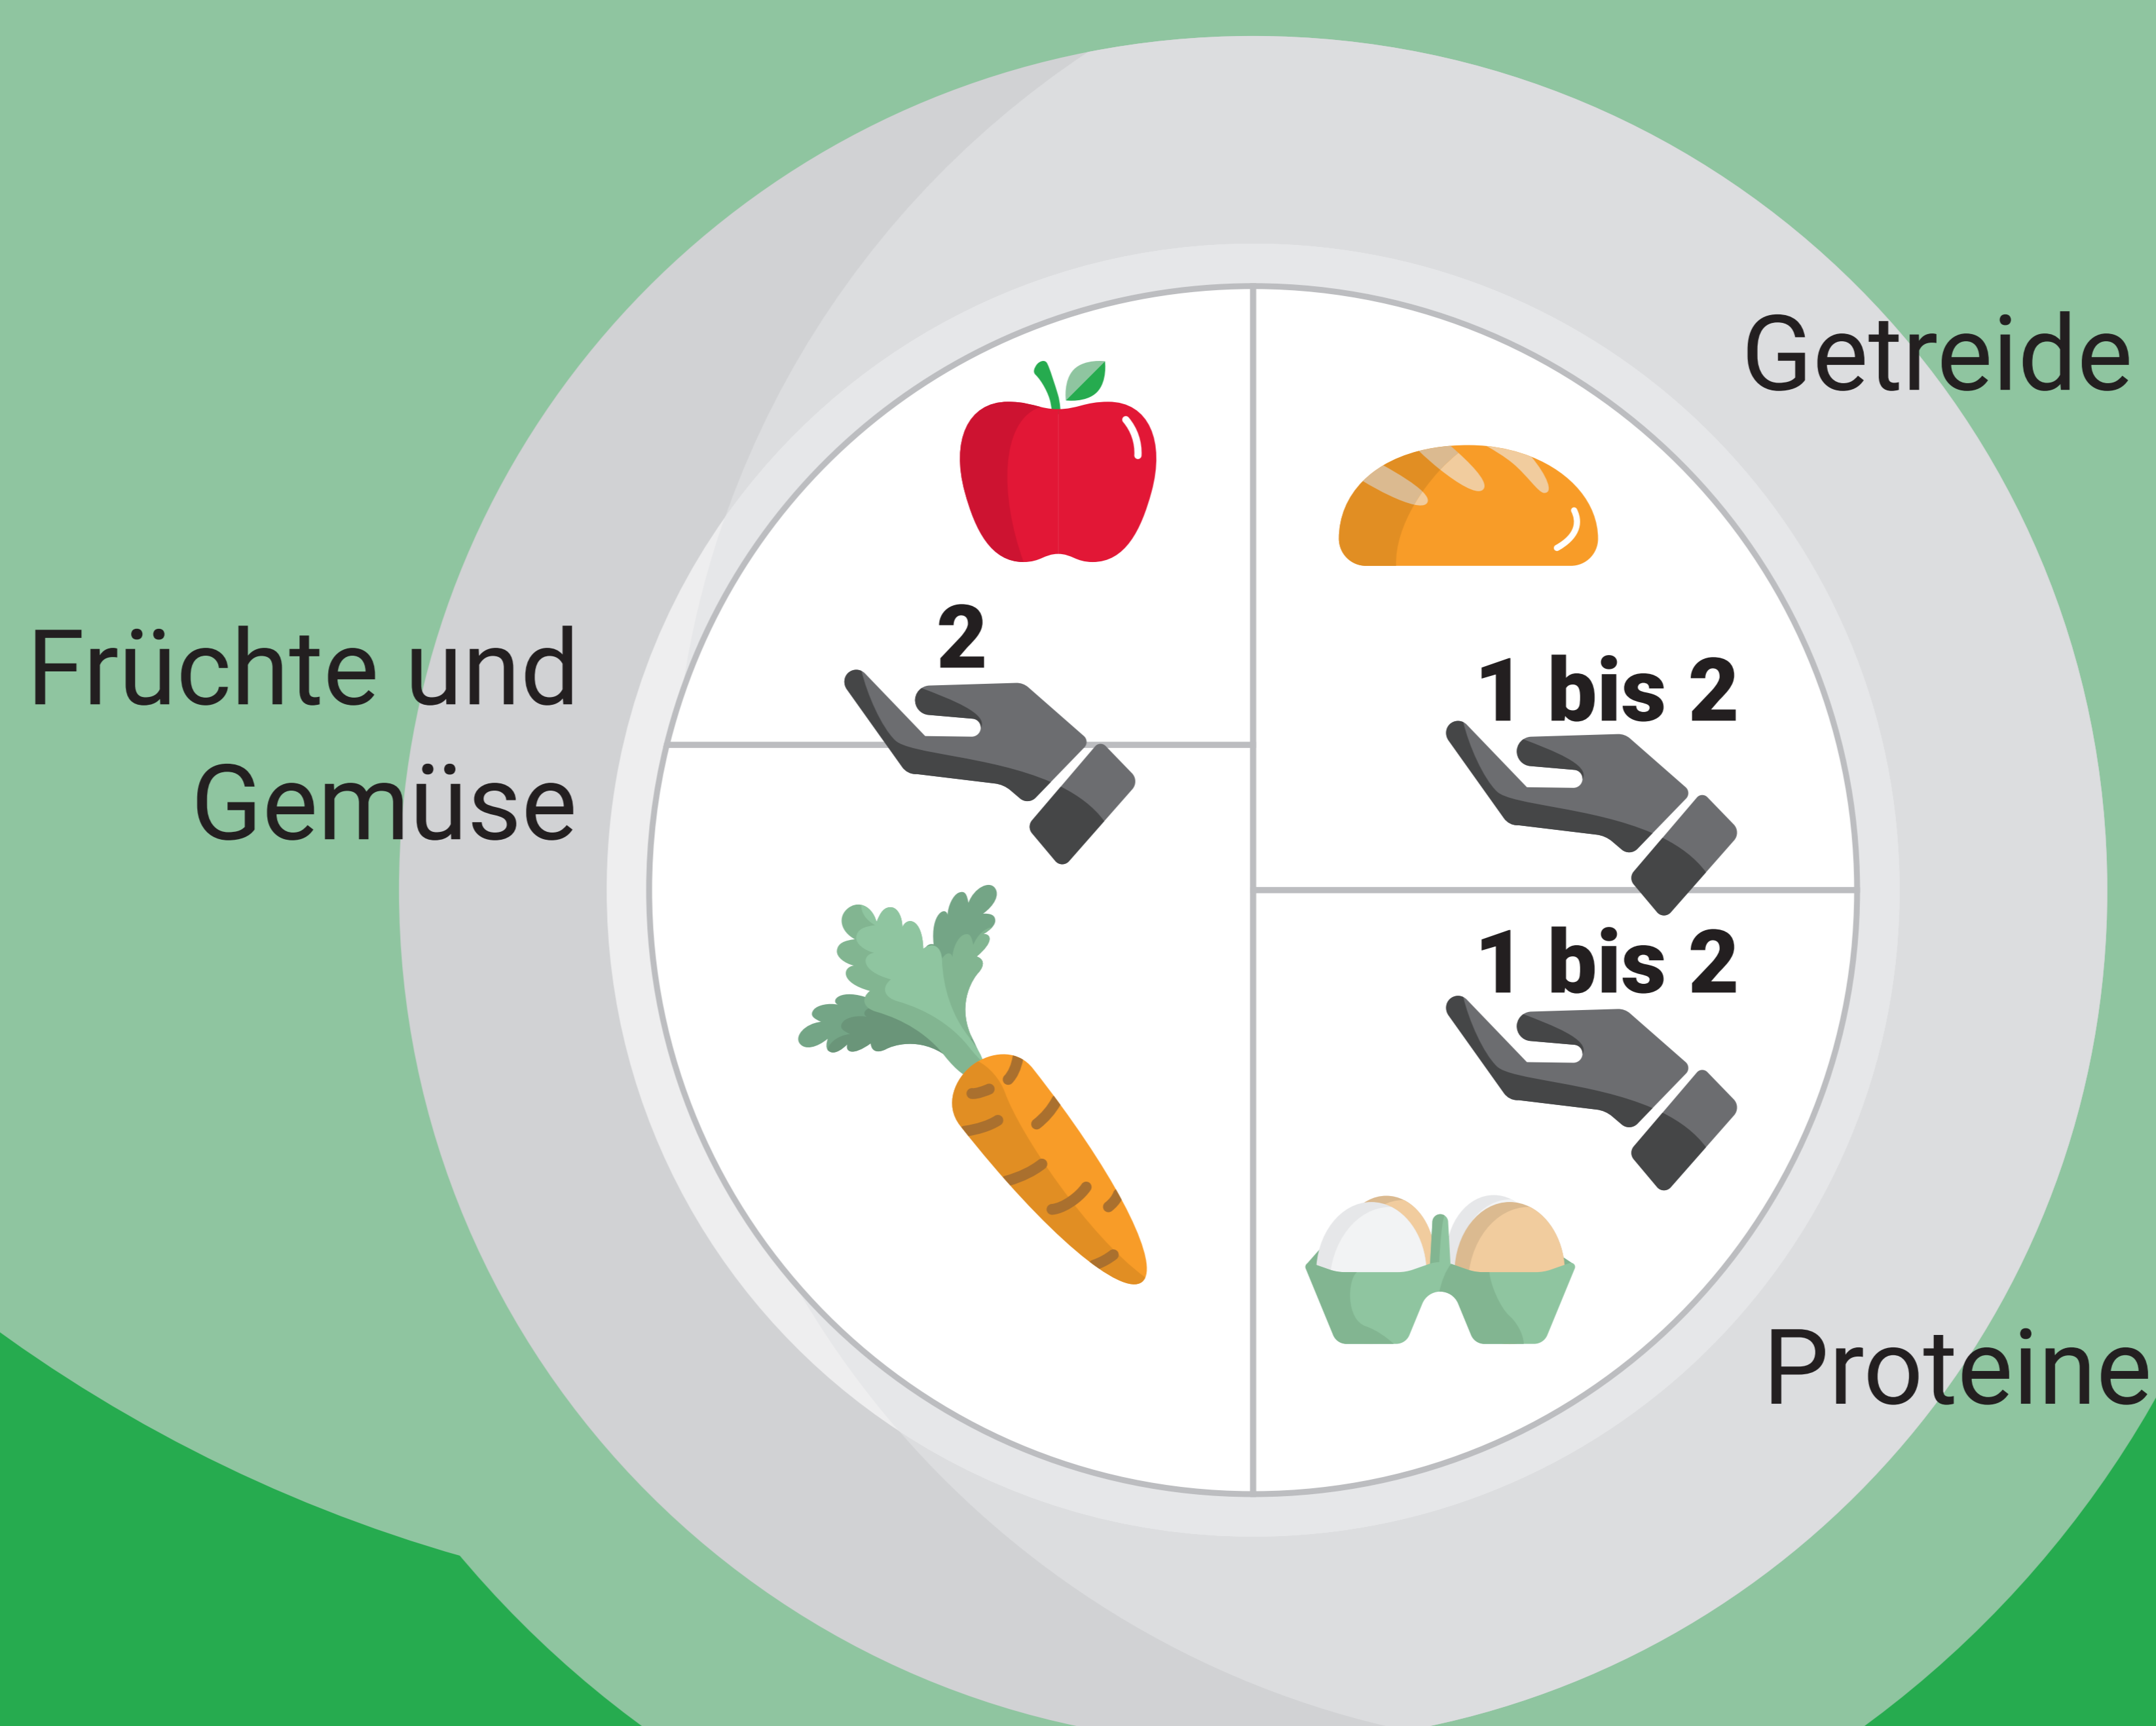 Getreide
Früchte und
Gemüse
2
1 bis 2
1 bis 2
Proteine